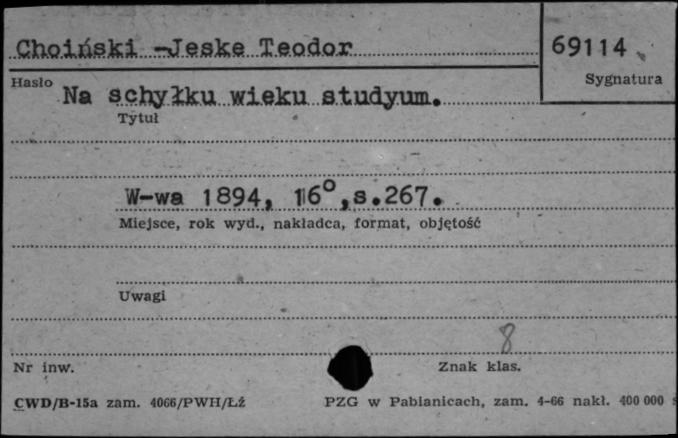 Choiński -Jeske Teodor
69114
Hasło
Sygnatura
Na schyłku wieku studyum.
Tytuł
W-wa 1894, 16°, s.267.
Miejsce, rok wyd., nakładca, format, objętość
Uwagi
8
Nr inw.
Znak klas.
CWD/B-15a zam. 4066/PWH/Łź
PZG w Pabianicach, zam. 4-66 nakł. 400 000